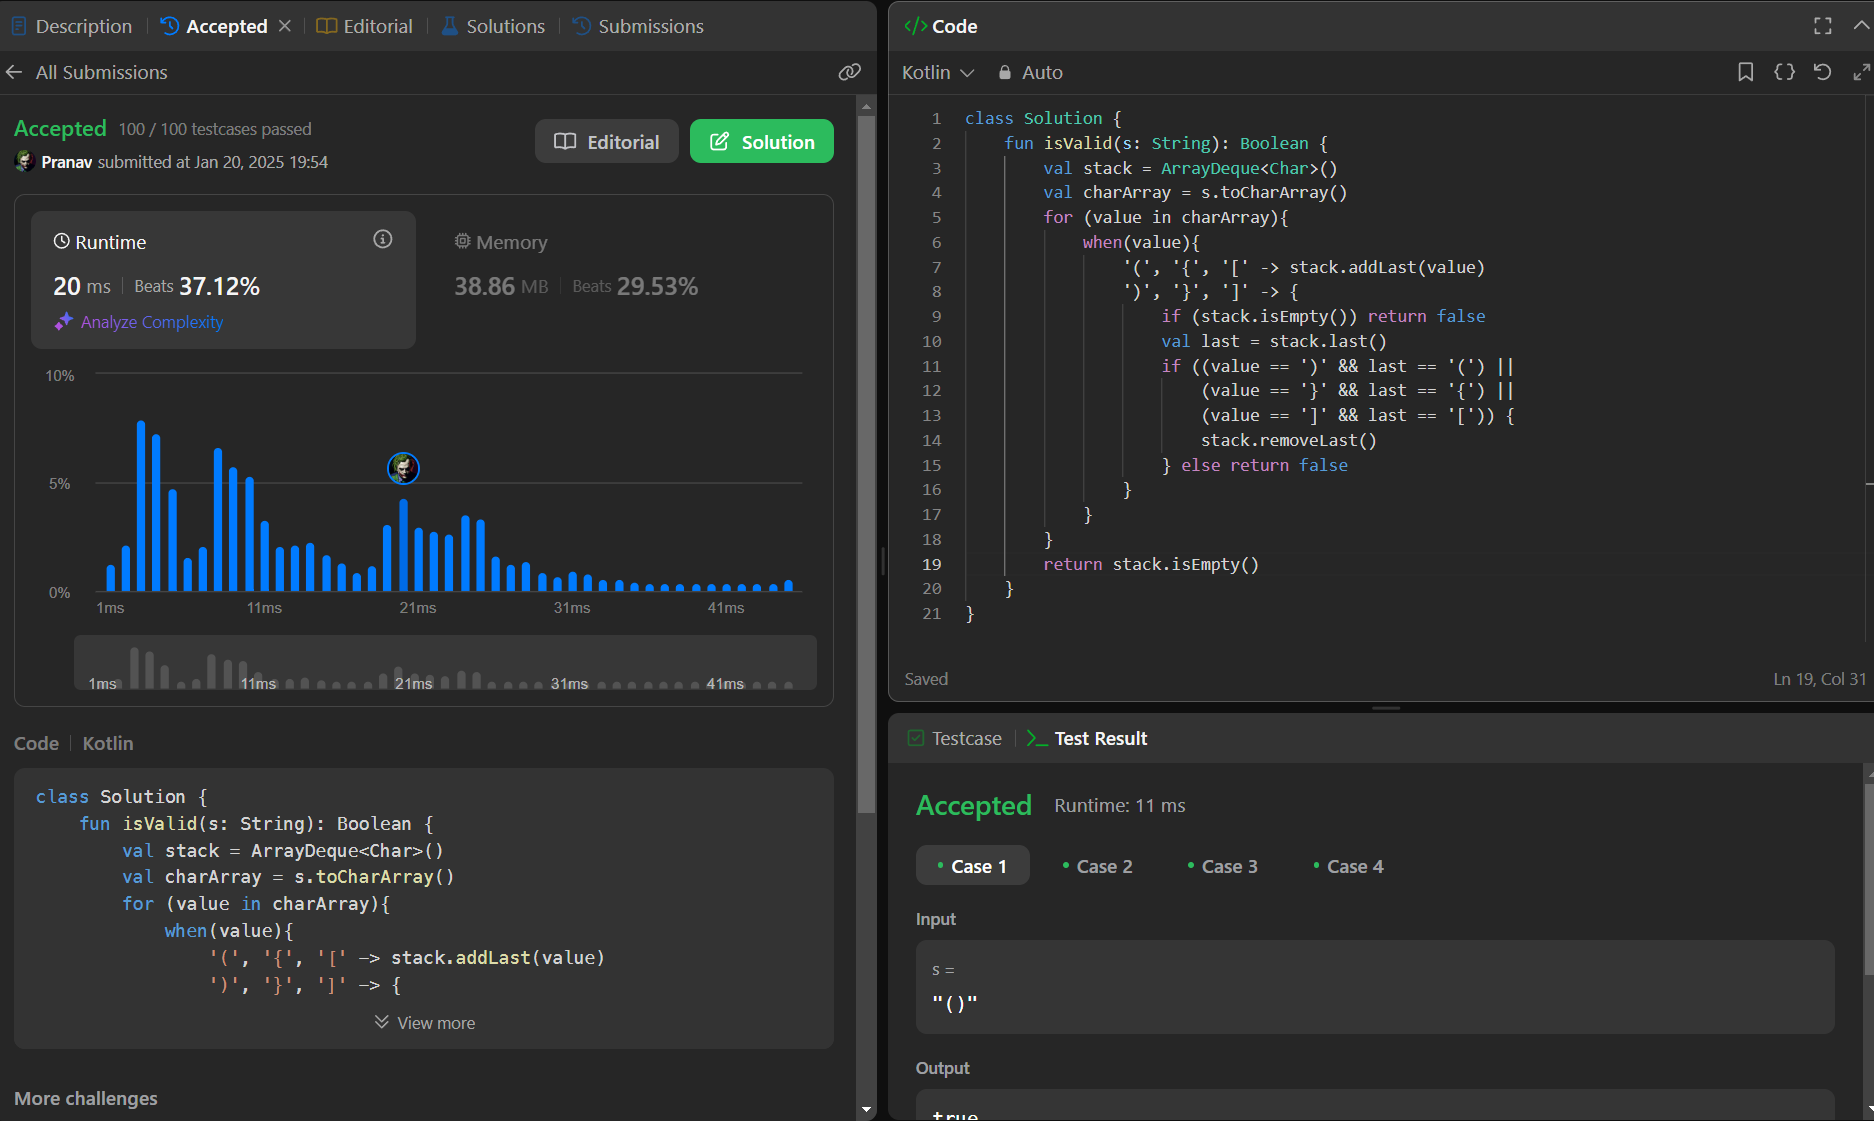 Description
Accepted
Editorial
Solutions
Submissions
All Submissions
Accepted 100 / 100 testcases passed
Pranav submitted at Jan 20, 2025 19:54
Editorial
Solution
Runtime
20 ms Beats 37.12%
Analyze Complexity
Memory
38.86 MB Beats 29.53%
10%
5%
0%
1ms 11ms 21ms 31ms 41ms
1ms 11ms 21ms 31ms 41ms
Code Kotlin
class Solution {
fun isValid(s: String): Boolean {
val stack = ArrayDeque<Char>()
val charArray = s.toCharArray()
for (value in charArray){
when(value){
'(', '{', '[' -> stack.addLast(value)
')', '}', ']' -> {
View more
More challenges
</> Code
Kotlin Auto
1 class Solution {
2 fun isValid(s: String): Boolean {
3 val stack = ArrayDeque<Char>()
4 val charArray = s.toCharArray()
5 for (value in charArray){
6 when(value){
7 '(', '{', '[' -> stack.addLast(value)
8 ')', '}', ']' -> {
9 if (stack.isEmpty()) return false
10 val last = stack.last()
11 if ((value == ')' && last == '(') ||
12 (value == '}' && last == '{') ||
13 (value == ']' && last == '[')) {
14 stack.removeLast()
15 } else return false
16 }
17 }
18 }
19 return stack.isEmpty()
20 }
21 }
Saved
Ln 19, Col 31
Testcase
Test Result
Accepted Runtime: 11 ms
Case 1 Case 2 Case 3 Case 4
Input
s =
"()"
Output
true